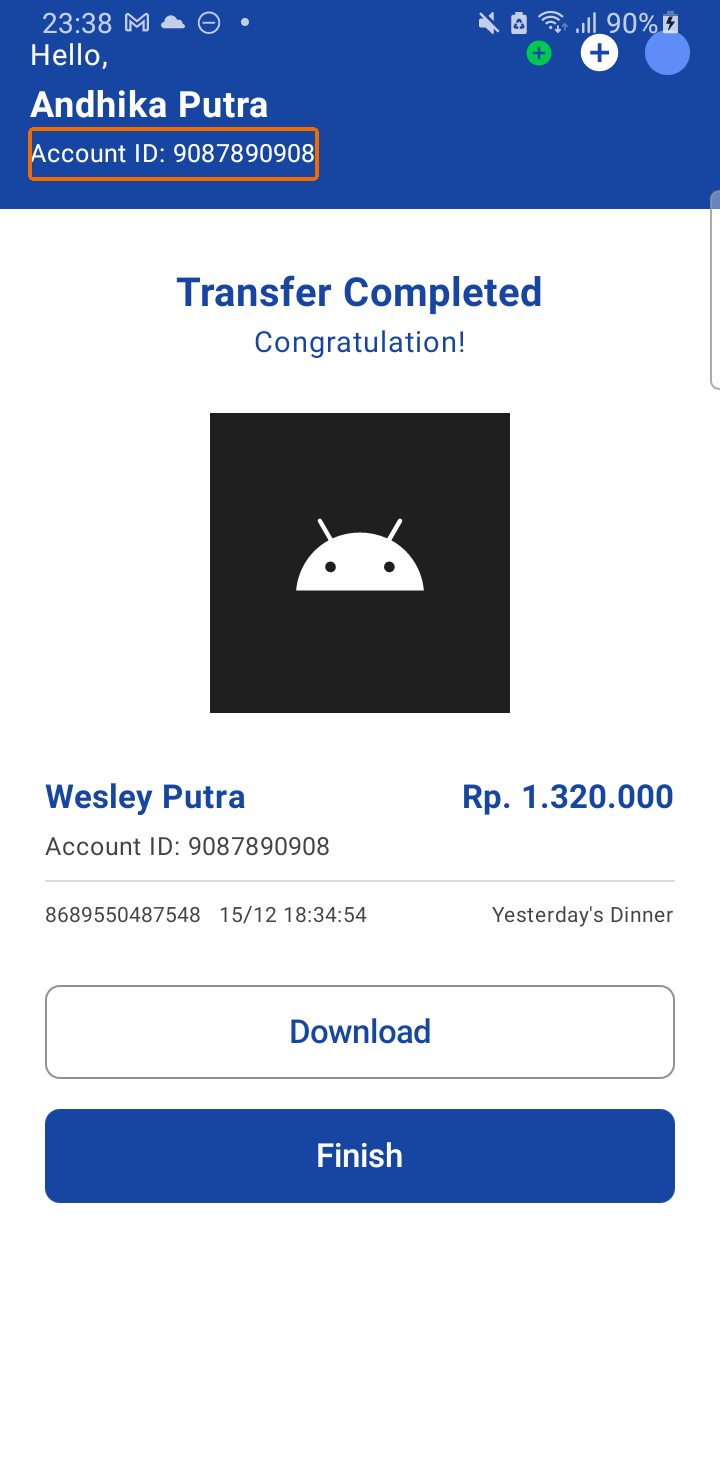 23:38 90%
Hello,
Andhika Putra
Account ID: 9087890908
Transfer Completed
Congratulation!
Wesley Putra Rp. 1.320.000
Account ID: 9087890908
8689550487548 15/12 18:34:54 Yesterday's Dinner
Download
Finish